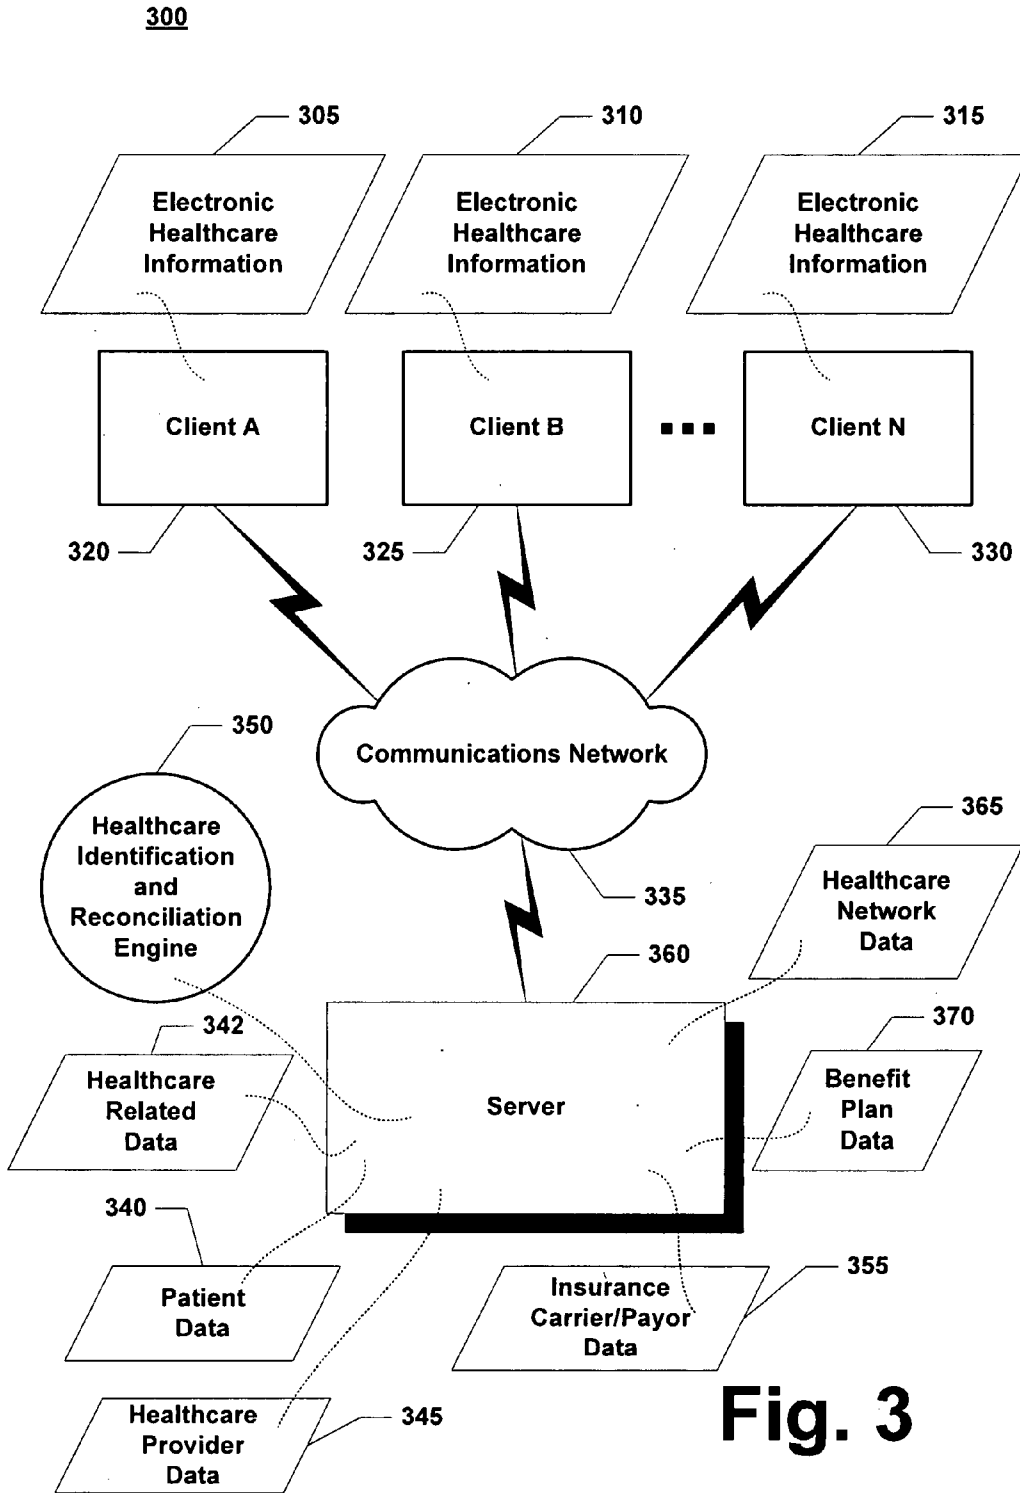 300
305
310
315
Electronic
Healthcare
Information
Electronic
Healthcare
Information
Electronic
Healthcare
Information
Client A
Client B
Client N
320
325
330
Communications Network
350
Healthcare
Identification
and
Reconciliation
Engine
335
365
Healthcare
Network
Data
360
342
Healthcare
Related
Data
Server
370
Benefit
Plan
Data
340
Patient
Data
Insurance
Carrier/Payor
Data
355
Healthcare
Provider
Data
345
Fig. 3